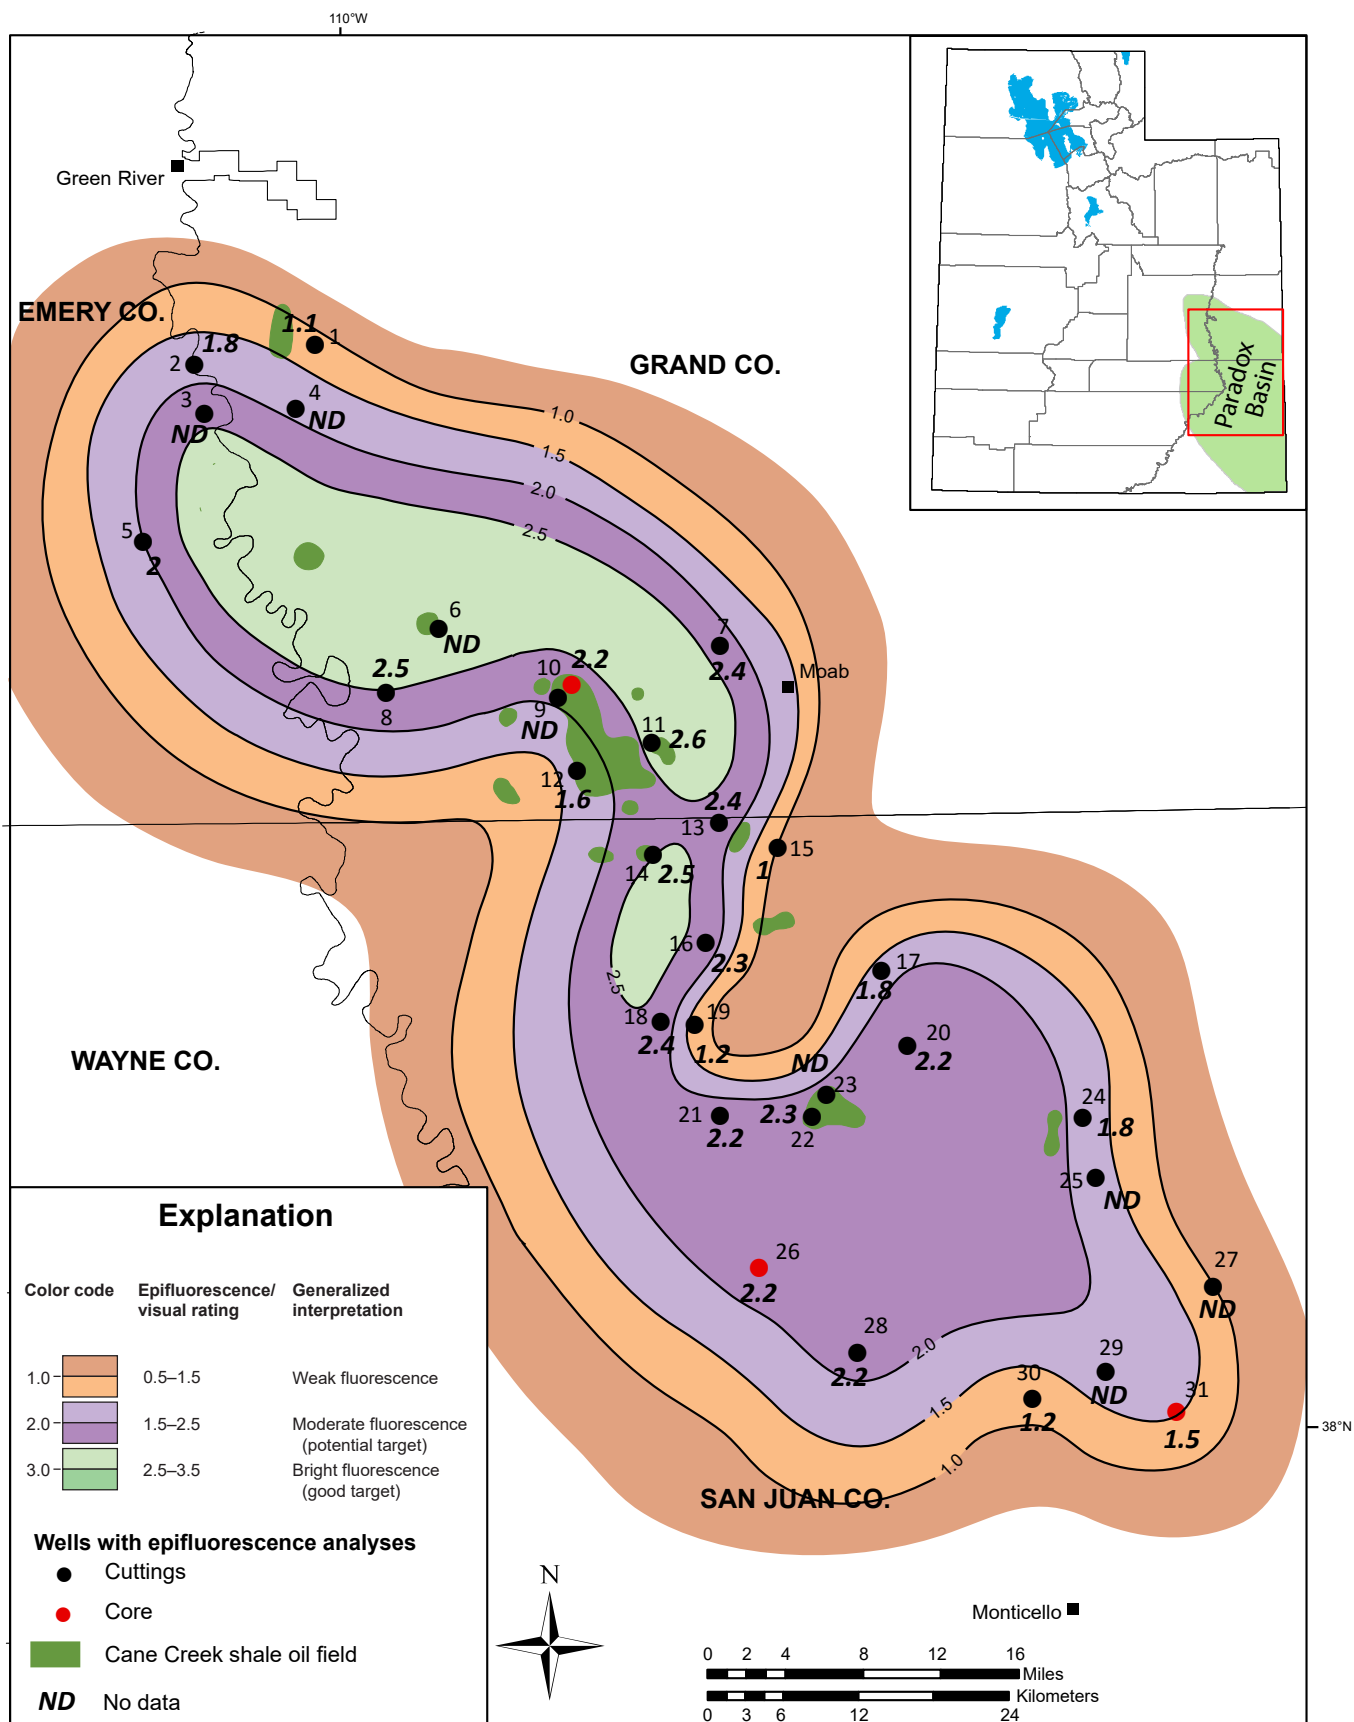 110°W
Green River
EMERY CO.
GRAND CO.
Paradox
Basin
1.1
1
1.8
2
4
ND
3
ND
1.0
1.5
2.0
2.5
5
2
6
ND
7
2.4
Moab
2.5
8
10
2.2
9
ND
11
2.6
12
1.6
2.4
13
15
1
14
2.5
16
2.3
2.5
17
1.8
18
2.4
19
1.2
20
2.2
ND
23
21
2.2
2.3
22
24
1.8
25
ND
WAYNE CO.
26
2.2
27
ND
28
2.2
2.0
29
ND
30
1.2
31
1.5
1.5
1.0
38°N
SAN JUAN CO.
Explanation
Color code
Epifluorescence/
visual rating
Generalized
interpretation
1.0
0.5–1.5
Weak fluorescence
2.0
1.5–2.5
Moderate fluorescence
(potential target)
3.0
2.5–3.5
Bright fluorescence
(good target)
Wells with epifluorescence analyses
Cuttings
Core
Cane Creek shale oil field
ND No data
N
Monticello
0 2 4 8 12 16
Miles
Kilometers
0 3 6 12 24